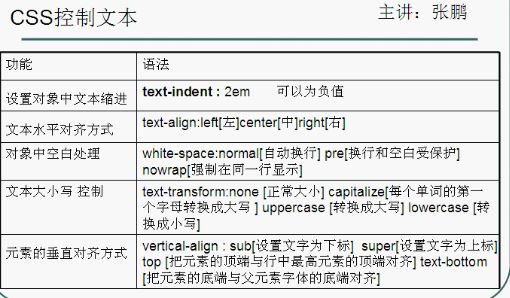 CSS控制文本
主讲：张鹏
功能 语法
设置对象中文本缩进 text-indent : 2em 可以为负值
文本水平对齐方式 text-align:left[左]center[中]right[右]
对象中空白处理 white-space:normal[自动换行] pre[换行和空白受保护]
nowrap[强制在同一行显示]
文本大小写 控制 text-transform:none [正常大小] capitalize[每个单词的第一
个字母转换成大写 ] uppercase [转换成大写] lowercase [转
换成小写]
元素的垂直对齐方式 vertical-align : sub[设置文字为下标] super[设置文字为上标]
top [把元素的顶端与行中最高元素的顶端对齐] text-bottom
[把元素的底端与父元素字体的底端对齐]